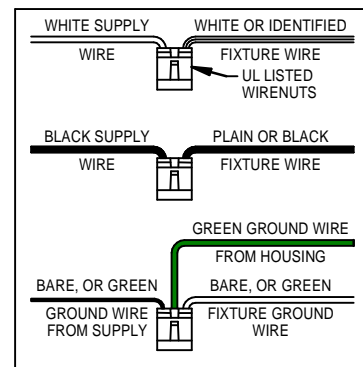 WHITE SUPPLY
WIRE
WHITE OR IDENTIFIED
FIXTURE WIRE
UL LISTED
WIRENUTS
BLACK SUPPLY
WIRE
PLAIN OR BLACK
FIXTURE WIRE
GREEN GROUND WIRE
FROM HOUSING
BARE, OR GREEN
GROUND WIRE
FROM SUPPLY
BARE, OR GREEN
FIXTURE GROUND
WIRE